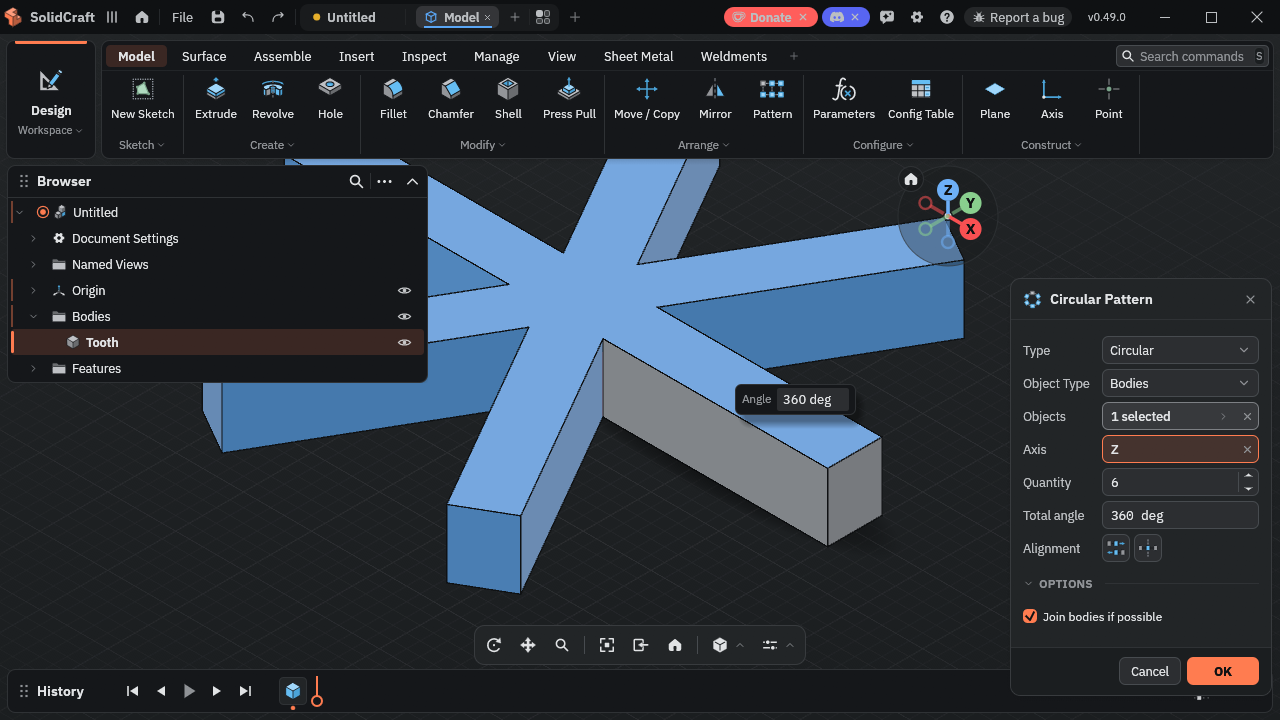 SolidCraft
File
Untitled
Model
Donate
Report a bug
v0.49.0
Design
Workspace
Model
Surface
Assemble
Insert
Inspect
Manage
View
Sheet Metal
Weldments
Search commands
S
New Sketch
Extrude
Revolve
Hole
Fillet
Chamfer
Shell
Press Pull
Move / Copy
Mirror
Pattern
Parameters
Config Table
Plane
Axis
Point
Sketch
Create
Modify
Arrange
Configure
Construct
Browser
Untitled
Document Settings
Named Views
Origin
Bodies
Tooth
Features
Z
Y
X
Angle 360 deg
Circular Pattern
Type Circular
Object Type Bodies
Objects 1 selected
Axis Z
Quantity 6
Total angle 360 deg
Alignment
OPTIONS
Join bodies if possible
Cancel OK
History